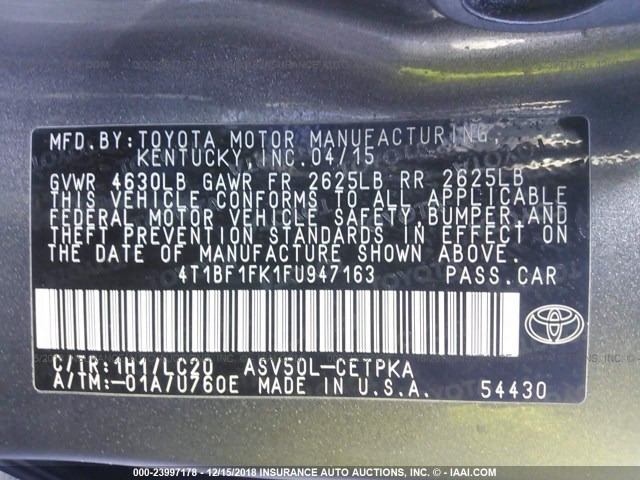 MFD.BY:TOYOTA MOTOR MANUFACTURING,
KENTUCKY,INC.04/15
GVWR 4630LB GAWR FR 2625LB RR 2625LB
THIS VEHICLE CONFORMS TO ALL APPLICABLE
FEDERAL MOTOR VEHICLE SAFETY,BUMPER,AND
THEFT PREVENTION STANDARDS IN EFFECT ON
THE DATE OF MANUFACTURE SHOWN ABOVE.
4T1BF1FK1FU947163 PASS.CAR
C/TR:1H1/LC20 ASV50L-CETPKA
A/TM:-01A/U760E MADE IN U.S.A. 54430
000-23997178 - 12/15/2018 INSURANCE AUTO AUCTIONS, INC. (C) - IAAI.COM